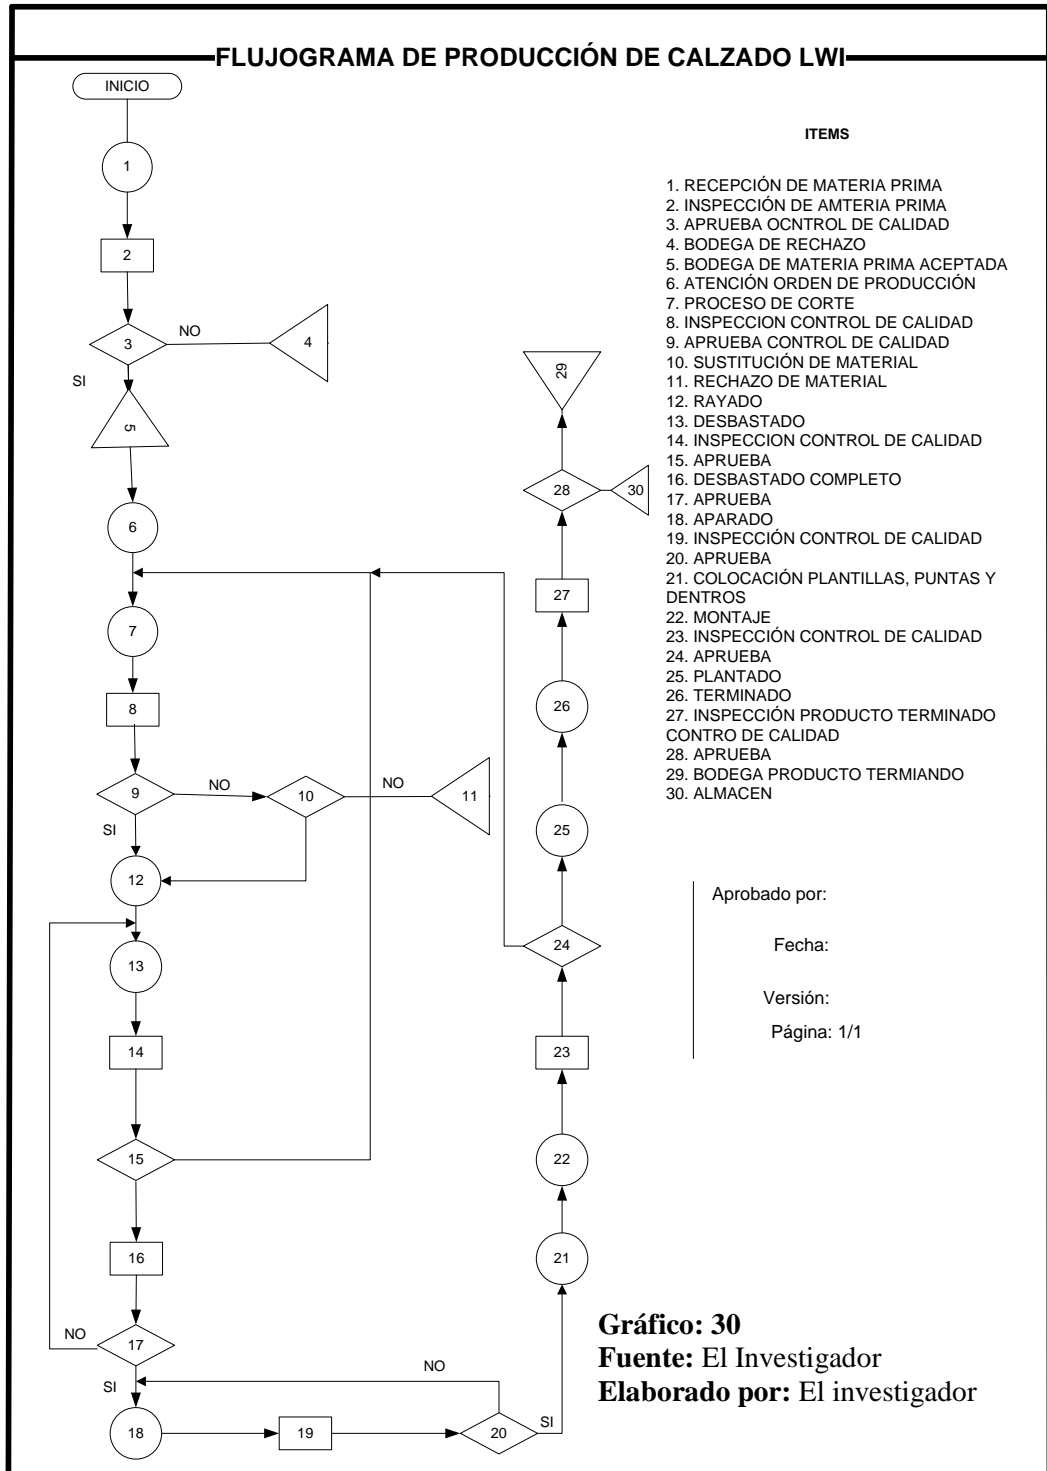 FLUJOGRAMA DE PRODUCCIÓN DE CALZADO LWI
INICIO
1
2
3
NO
4
SI
5
6
7
8
9
NO
10
NO
11
SI
12
13
14
15
16
17
NO
SI
18
19
20
NO
SI
21
22
23
24
25
26
27
28
30
29
ITEMS
1. RECEPCIÓN DE MATERIA PRIMA
2. INSPECCIÓN DE AMTERIA PRIMA
3. APRUEBA OCNTROL DE CALIDAD
4. BODEGA DE RECHAZO
5. BODEGA DE MATERIA PRIMA ACEPTADA
6. ATENCIÓN ORDEN DE PRODUCCIÓN
7. PROCESO DE CORTE
8. INSPECCION CONTROL DE CALIDAD
9. APRUEBA CONTROL DE CALIDAD
10. SUSTITUCIÓN DE MATERIAL
11. RECHAZO DE MATERIAL
12. RAYADO
13. DESBASTADO
14. INSPECCION CONTROL DE CALIDAD
15. APRUEBA
16. DESBASTADO COMPLETO
17. APRUEBA
18. APARADO
19. INSPECCIÓN CONTROL DE CALIDAD
20. APRUEBA
21. COLOCACIÓN PLANTILLAS, PUNTAS Y
DENTROS
22. MONTAJE
23. INSPECCIÓN CONTROL DE CALIDAD
24. APRUEBA
25. PLANTADO
26. TERMINADO
27. INSPECCIÓN PRODUCTO TERMINADO
CONTRO DE CALIDAD
28. APRUEBA
29. BODEGA PRODUCTO TERMIANDO
30. ALMACEN
Aprobado por:
Fecha:
Versión:
Página: 1/1
Gráfico: 30
Fuente: El Investigador
Elaborado por: El investigador